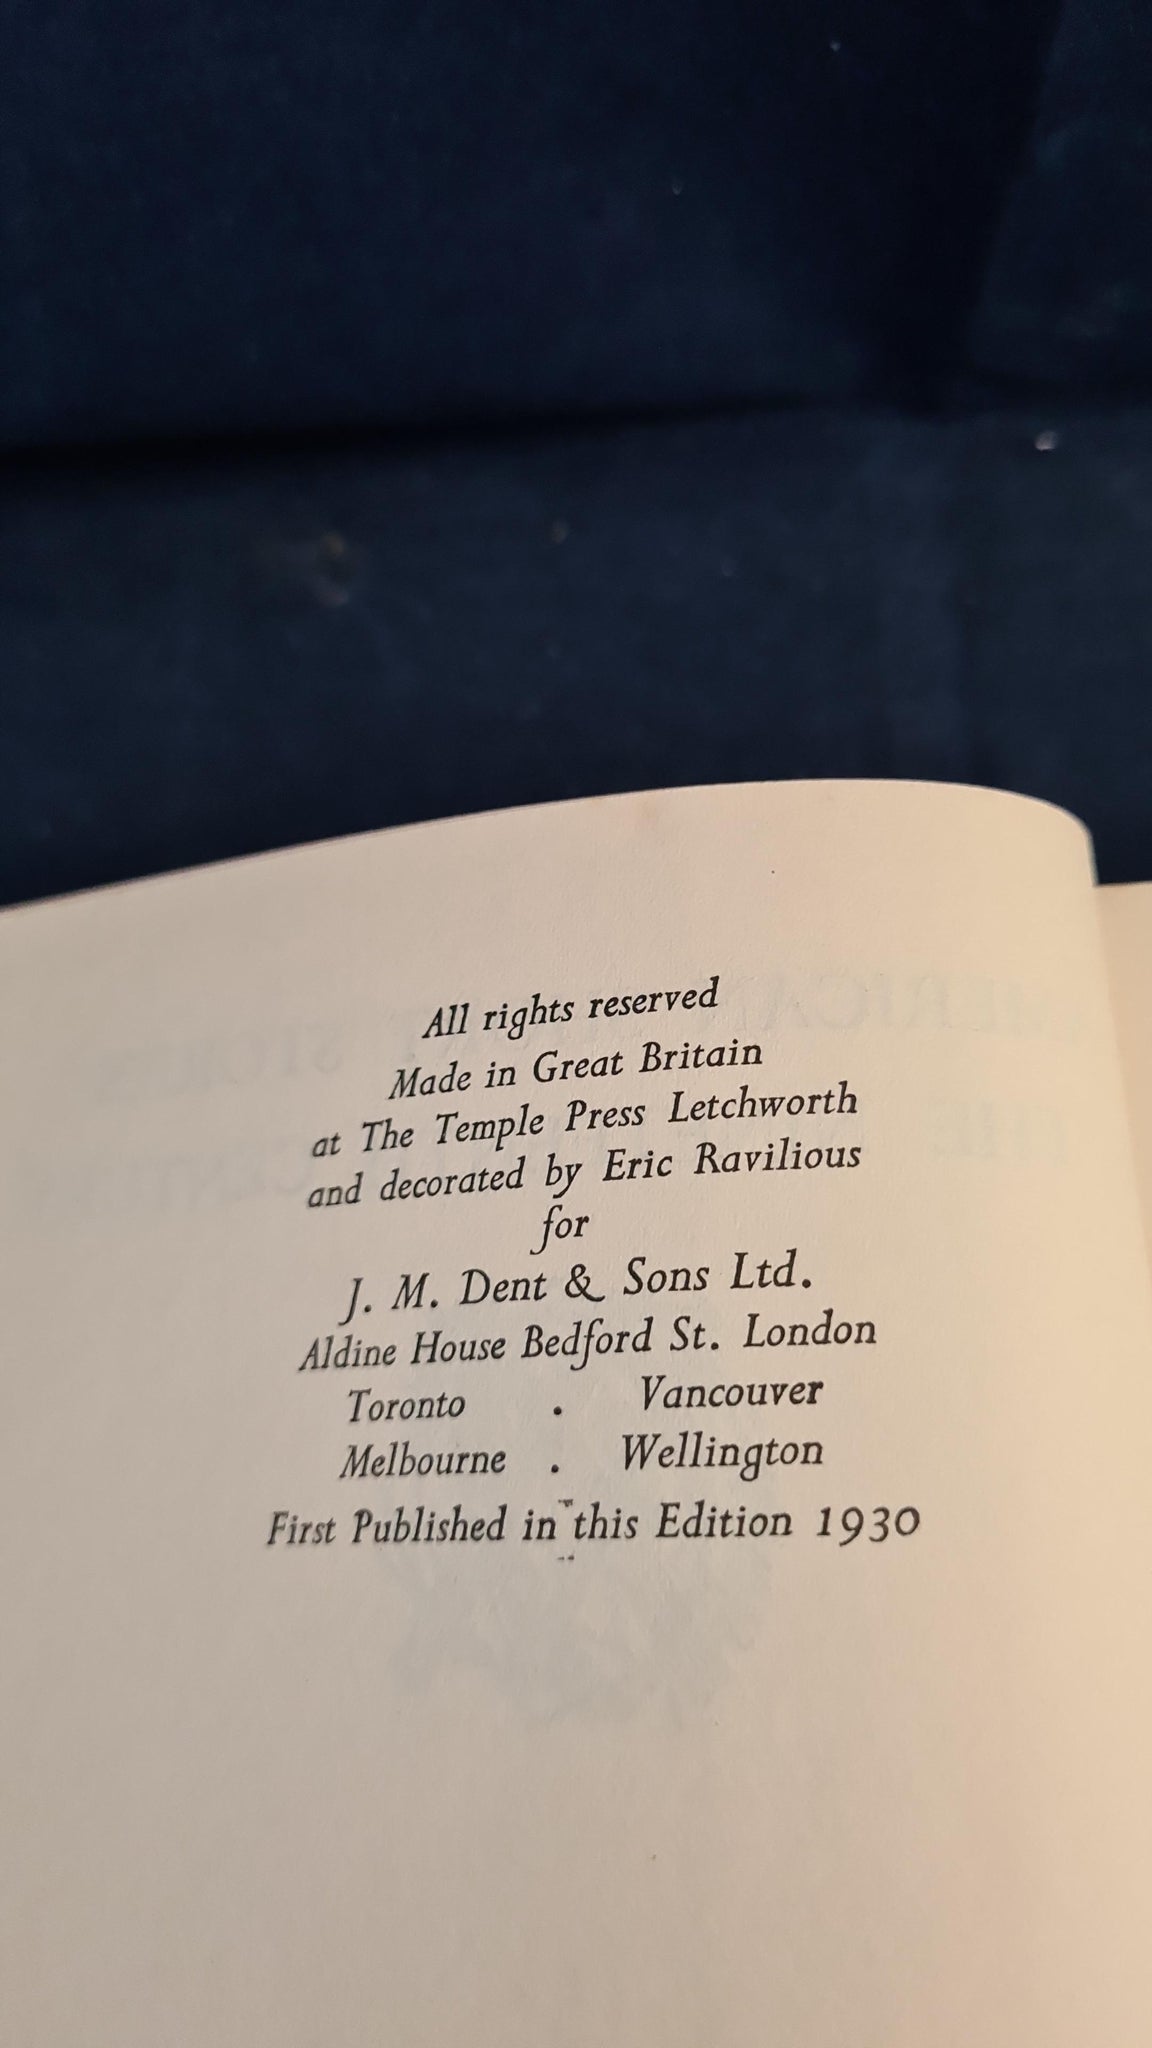 All rights reserved
Made in Great Britain
at The Temple Press Letchworth
and decorated by Eric Ravilious
for
J. M. Dent & Sons Ltd.
Aldine House Bedford St. London
Toronto . Vancouver
Melbourne . Wellington
First Published in this Edition 1930